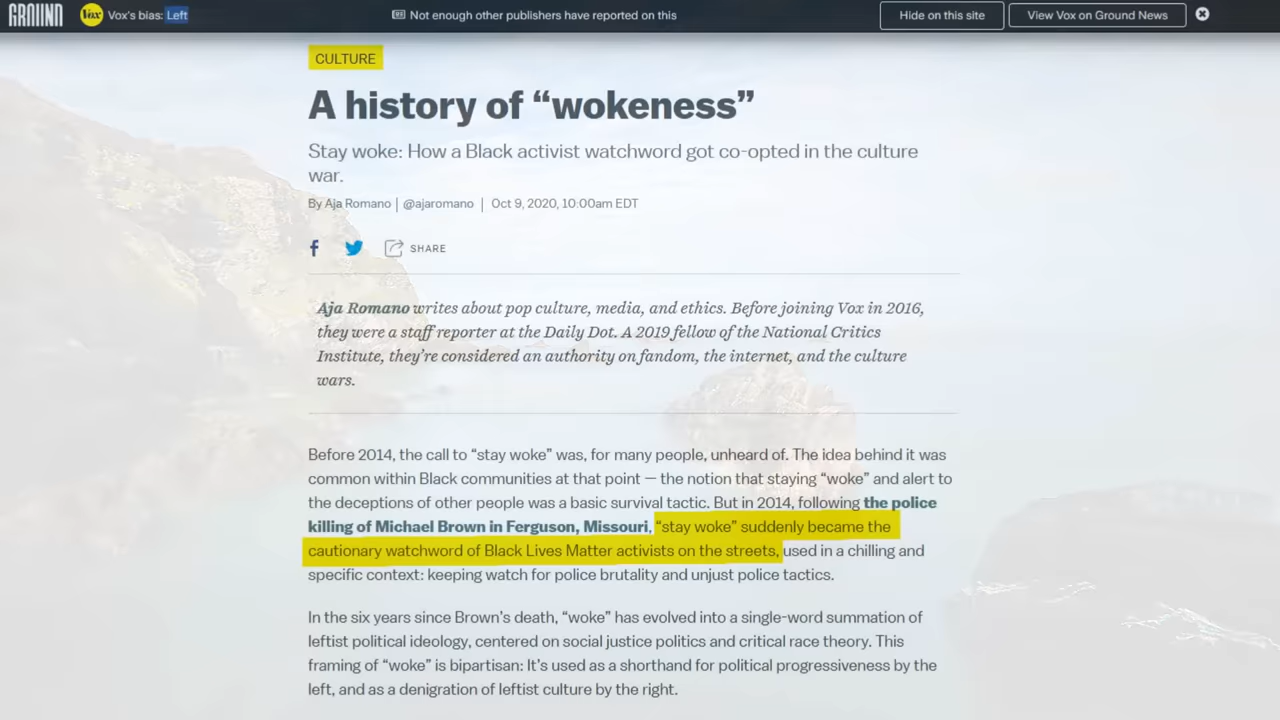 GROUND Vox Vox's bias: Left Not enough other publishers have reported on this Hide on this site View Vox on Ground News
CULTURE
A history of “wokeness”
Stay woke: How a Black activist watchword got co-opted in the culture
war.
By Aja Romano | @ajaromano | Oct 9, 2020, 10:00am EDT
SHARE
Aja Romano writes about pop culture, media, and ethics. Before joining Vox in 2016,
they were a staff reporter at the Daily Dot. A 2019 fellow of the National Critics
Institute, they’re considered an authority on fandom, the internet, and the culture
wars.
Before 2014, the call to “stay woke” was, for many people, unheard of. The idea behind it was
common within Black communities at that point — the notion that staying “woke” and alert to
the deceptions of other people was a basic survival tactic. But in 2014, following the police
killing of Michael Brown in Ferguson, Missouri, “stay woke” suddenly became the
cautionary watchword of Black Lives Matter activists on the streets, used in a chilling and
specific context: keeping watch for police brutality and unjust police tactics.
In the six years since Brown’s death, “woke” has evolved into a single-word summation of
leftist political ideology, centered on social justice politics and critical race theory. This
framing of “woke” is bipartisan: It’s used as a shorthand for political progressiveness by the
left, and as a denigration of leftist culture by the right.